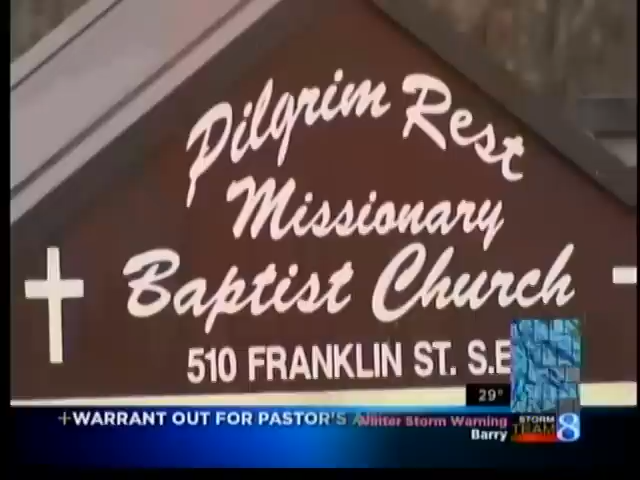 Pilgrim Rest
Missionary
Baptist Church
510 FRANKLIN ST. S.E
29°
+WARRANT OUT FOR PASTOR'S
Winter Storm Warning
Barry
STORM
TEAM 8